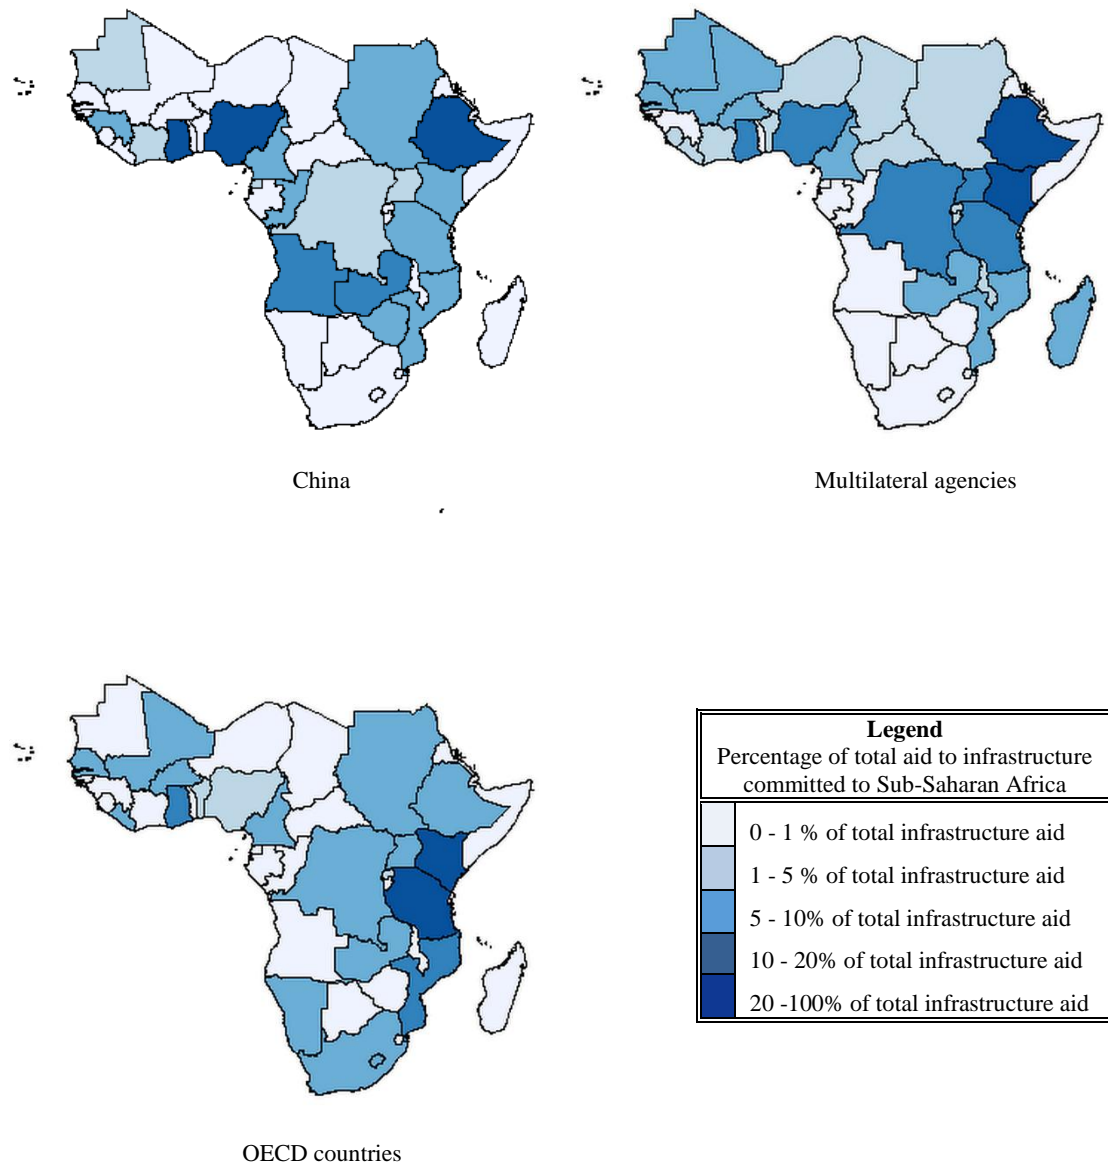 China
Multilateral agencies
Legend
Percentage of total aid to infrastructure
committed to Sub-Saharan Africa
0 - 1 % of total infrastructure aid
1 - 5 % of total infrastructure aid
5 - 10% of total infrastructure aid
10 - 20% of total infrastructure aid
20 -100% of total infrastructure aid
OECD countries